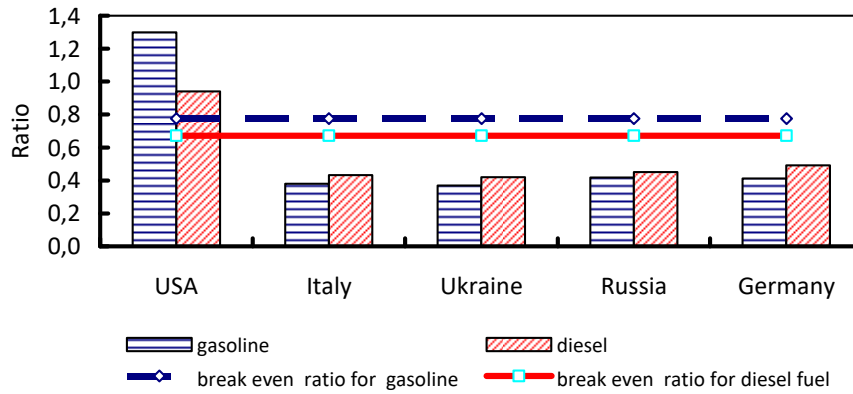 1,4
1,2
1,0
0,8
0,6
0,4
0,2
0,0
Ratio
USA Italy Ukraine Russia Germany
gasoline diesel
break even ratio for gasoline break even ratio for diesel fuel